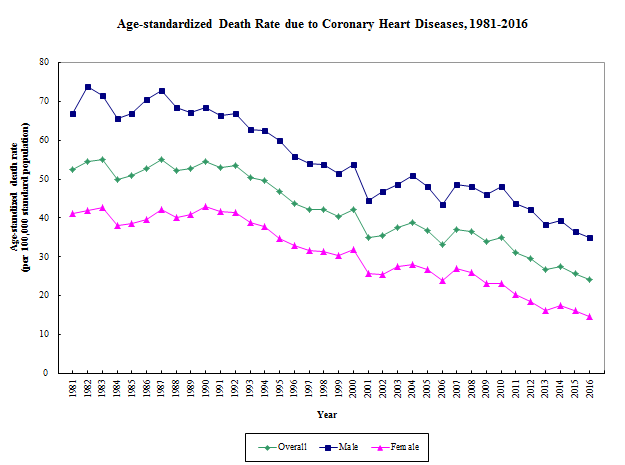 Age-standardized Death Rate due to Coronary Heart Diseases, 1981-2016
Age-standized death rate
(per 100,000 standard population)
80
70
60
50
40
30
20
10
0
1981 1982 1983 1984 1985 1986 1987 1988 1989 1990 1991 1992 1993 1994 1995 1996 1997 1998 1999 2000 2001 2002 2003 2004 2005 2006 2007 2008 2009 2010 2011 2012 2013 2014 2015 2016
Year
Overall Male Female